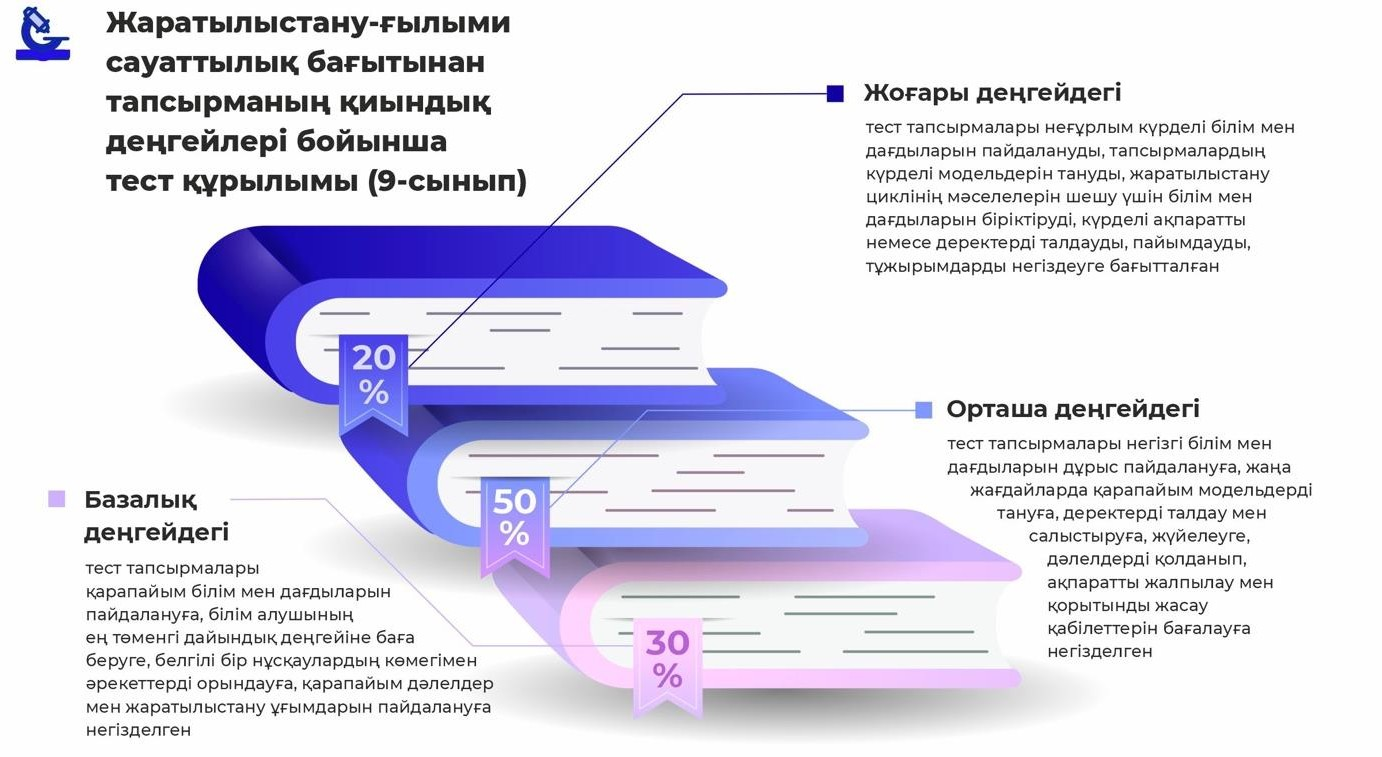 Жаратылыстану-ғылыми
сауаттылық бағытынан
тапсырманың қиындық
деңгейлері бойынша
тест құрылымы (9-сынып)
Жоғары деңгейдегі
тест тапсырмалары неғұрлым күрделі білім мен
дағдыларын пайдалануды, тапсырмалардың
күрделі модельдерін тануды, жаратылыстану
циклінің мәселелерін шешу үшін білім мен
дағдыларын біріктіруді, күрделі ақпаратты
немесе деректерді талдауды, пайымдауды,
тұжырымдарды негіздеуге бағытталған
20
%
Орташа деңгейдегі
тест тапсырмалары негізгі білім мен
дағдыларын дұрыс пайдалануға, жаңа
жағдайларда қарапайым модельдерді
тануға, деректерді талдау мен
салыстыруға, жүйелеуге,
дәлелдерді қолданып,
ақпаратты жалпылау мен
қорытынды жасау
қабілеттерін бағалауға
негізделген
50
%
Базалық
деңгейдегі
тест тапсырмалары
қарапайым білім мен дағдыларын
пайдалануға, білім алушының
ең төменгі дайындық деңгейіне баға
беруге, белгілі бір нұсқаулардың көмегімен
әрекеттерді орындауға, қарапайым дәлелдер
мен жаратылыстану ұғымдарын пайдалануға
негізделген
30
%